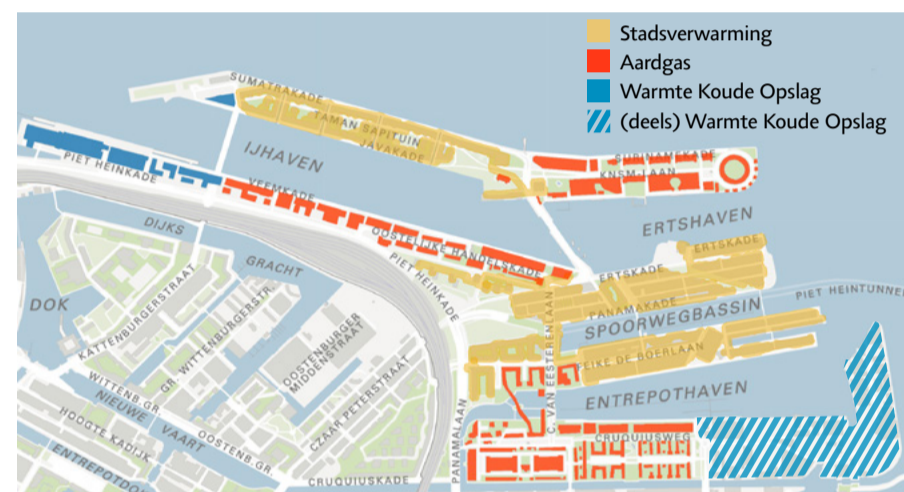 Stadsverwarming
Aardgas
Warmte Koude Opslag
(deels) Warmte Koude Opslag
SUMATRAKADE
TAMAN SAPITUIN
JAVAKADE
IJHAVEN
PIET HEINKADE
VEEMKADE
SURINAMEKADE
KNSM-LAAN
ERTSHAVEN
DIJKS
GRACHT
OOSTELIJKE HANDELSKADE
PIET HEINKADE
ERTSKADE
ERTSKADE
PANAMAKADE
SPOORWEGBASSIN
PIET HEINTUNNEL
DOK
KATTENBURGERSTRAAT
GR. WITTENBURGERSTR.
OOSTENBURGER
MIDDENSTRAAT
C. VAN EESTERENLAAN
FEIKE DE BOERLAAN
ENTREPOTHAVEN
WITTENB.GR.
NIEUWE
VAART
OOSTENB.GR.
CZAAR PETERSTRAAT
PANAMALAAN
HOOGTE KADIJK
CRUQUIUSWEG
ENTREPOTDO
CRUQUIUSKADE